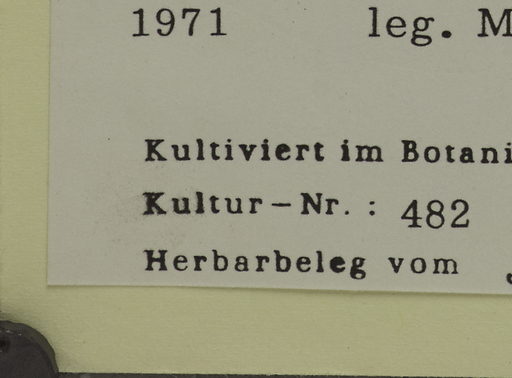 1971 leg.
Kultiviert im
Kultur-Nr. : 482
Herbarbeleg vom